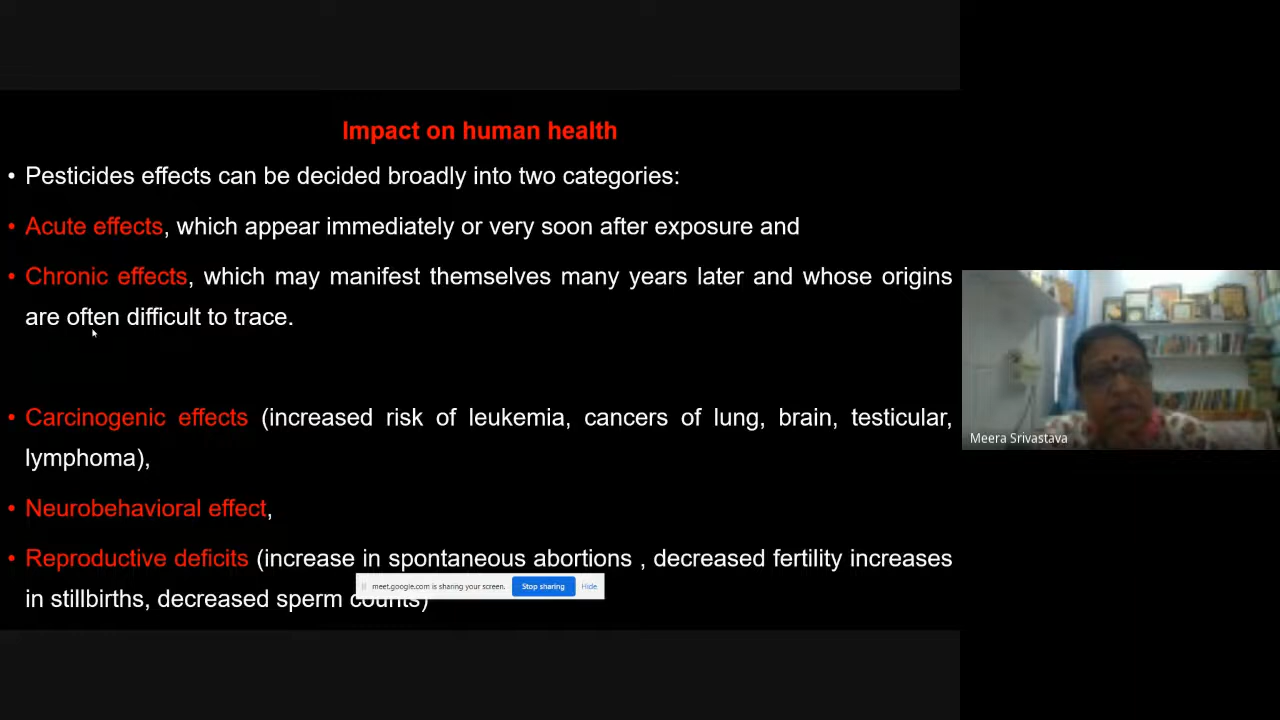 Impact on human health
• Pesticides effects can be decided broadly into two categories:
• Acute effects, which appear immediately or very soon after exposure and
• Chronic effects, which may manifest themselves many years later and whose origins
are often difficult to trace.
Meera Srivastava
• Carcinogenic effects (increased risk of leukemia, cancers of lung, brain, testicular,
lymphoma),
• Neurobehavioral effect,
• Reproductive deficits (increase in spontaneous abortions , decreased fertility increases
meet.google.com is sharing your screen. Stop sharing Hide
in stillbirths, decreased sperm counts)